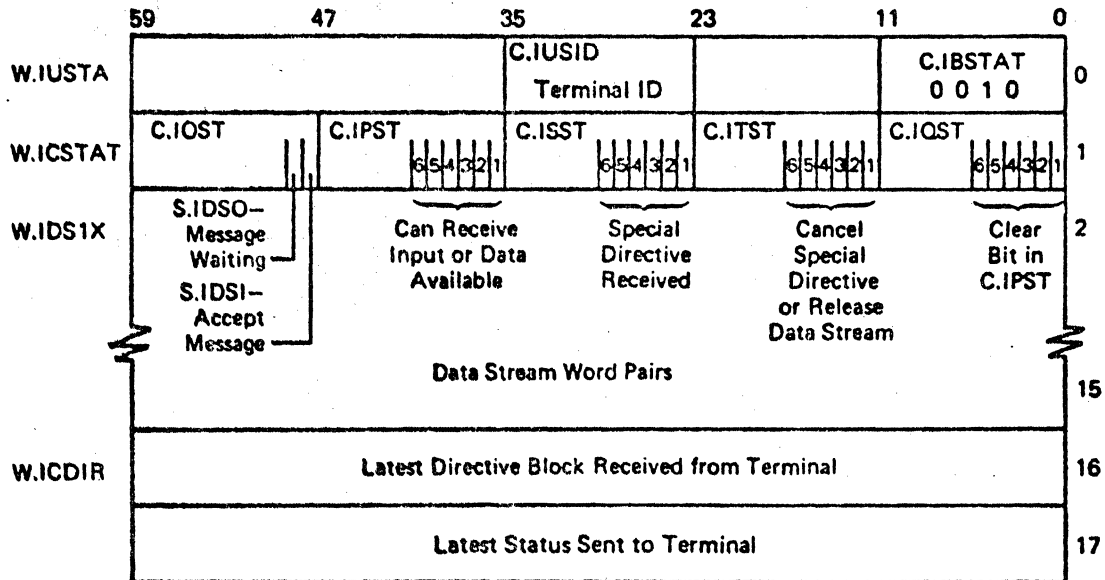 59 47 35 23 11 0
W.IUSTA C.IUSID C.IBSTAT 0
Terminal ID 0 0 1 0
C.IOST C.IPST C.ISST C.ITST C.IQST
W.ICSTAT 6 5 4 3 2 1 6 5 4 3 2 1 6 5 4 3 2 1 6 5 4 3 2 1 1
W.IDS1X 2
S.IDSO–
Message
Waiting
S.IDSI–
Accept
Message
Can Receive
Input or Data
Available
Special
Directive
Received
Cancel
Special
Directive
or Release
Data Stream
Clear
Bit in
C.IPST
Data Stream Word Pairs
15
W.ICDIR Latest Directive Block Received from Terminal 16
Latest Status Sent to Terminal 17